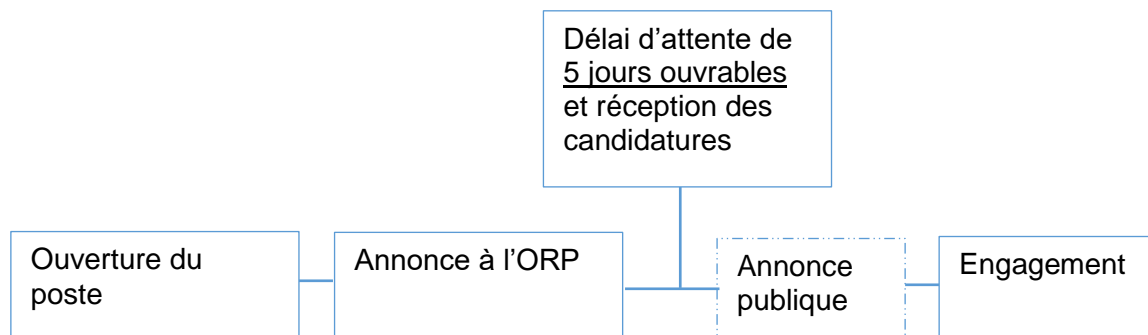 Délai d’attente de
5 jours ouvrables
et réception des
candidatures
Ouverture du
poste
Annonce à l’ORP
Annonce
publique
Engagement